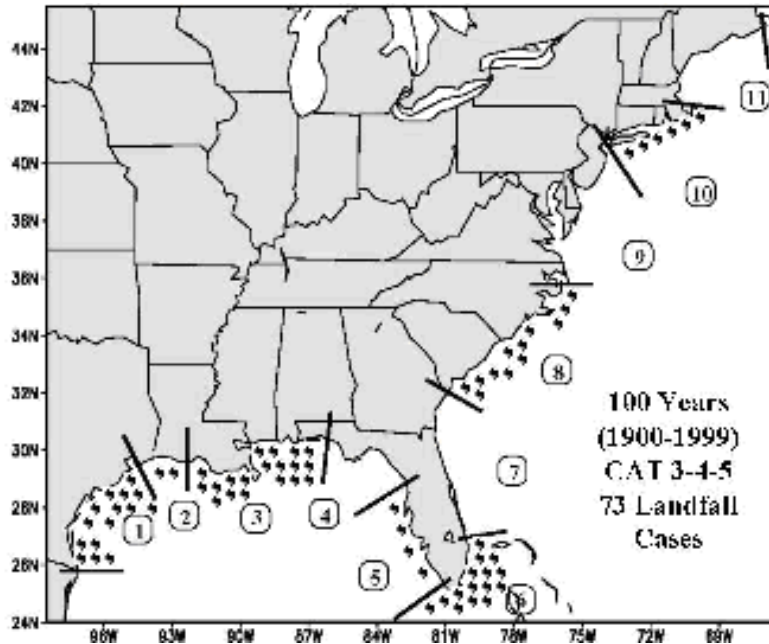 44N
42N
40N
38N
36N
34N
32N
30N
28N
26N
24N
96W
93W
90W
87W
84W
81W
78W
75W
72W
69W
11
10
9
8
7
1
2
3
4
5
6
100 Years
(1900-1999)
CAT 3-4-5
73 Landfall
Cases